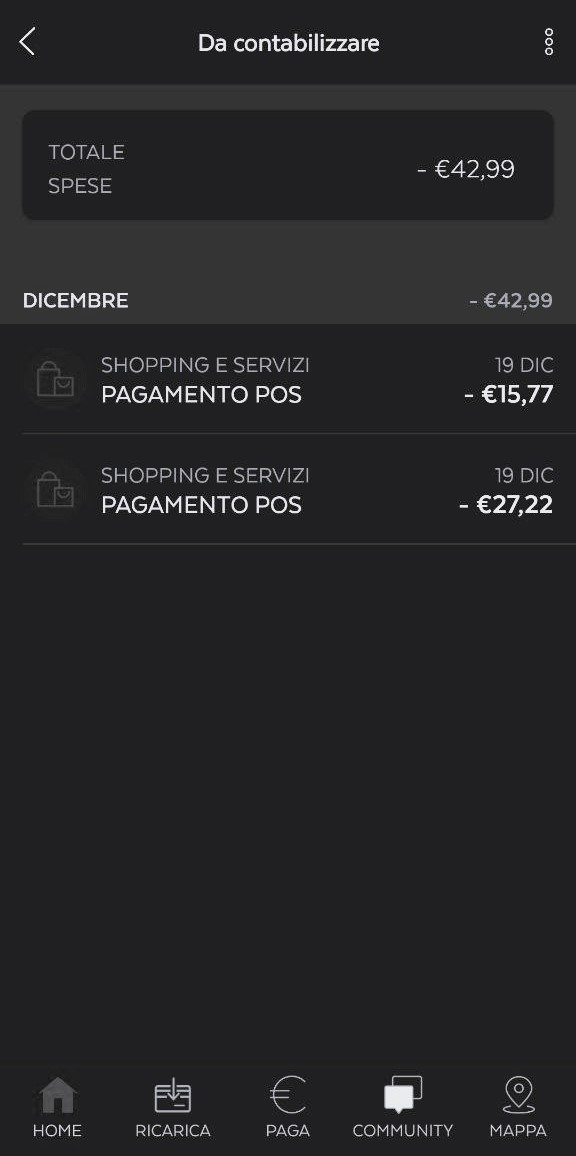 Da contabilizzare
TOTALE
SPESE
- €42,99
DICEMBRE - €42,99
SHOPPING E SERVIZI 19 DIC
PAGAMENTO POS - €15,77
SHOPPING E SERVIZI 19 DIC
PAGAMENTO POS - €27,22
HOME RICARICA PAGA COMMUNITY MAPPA